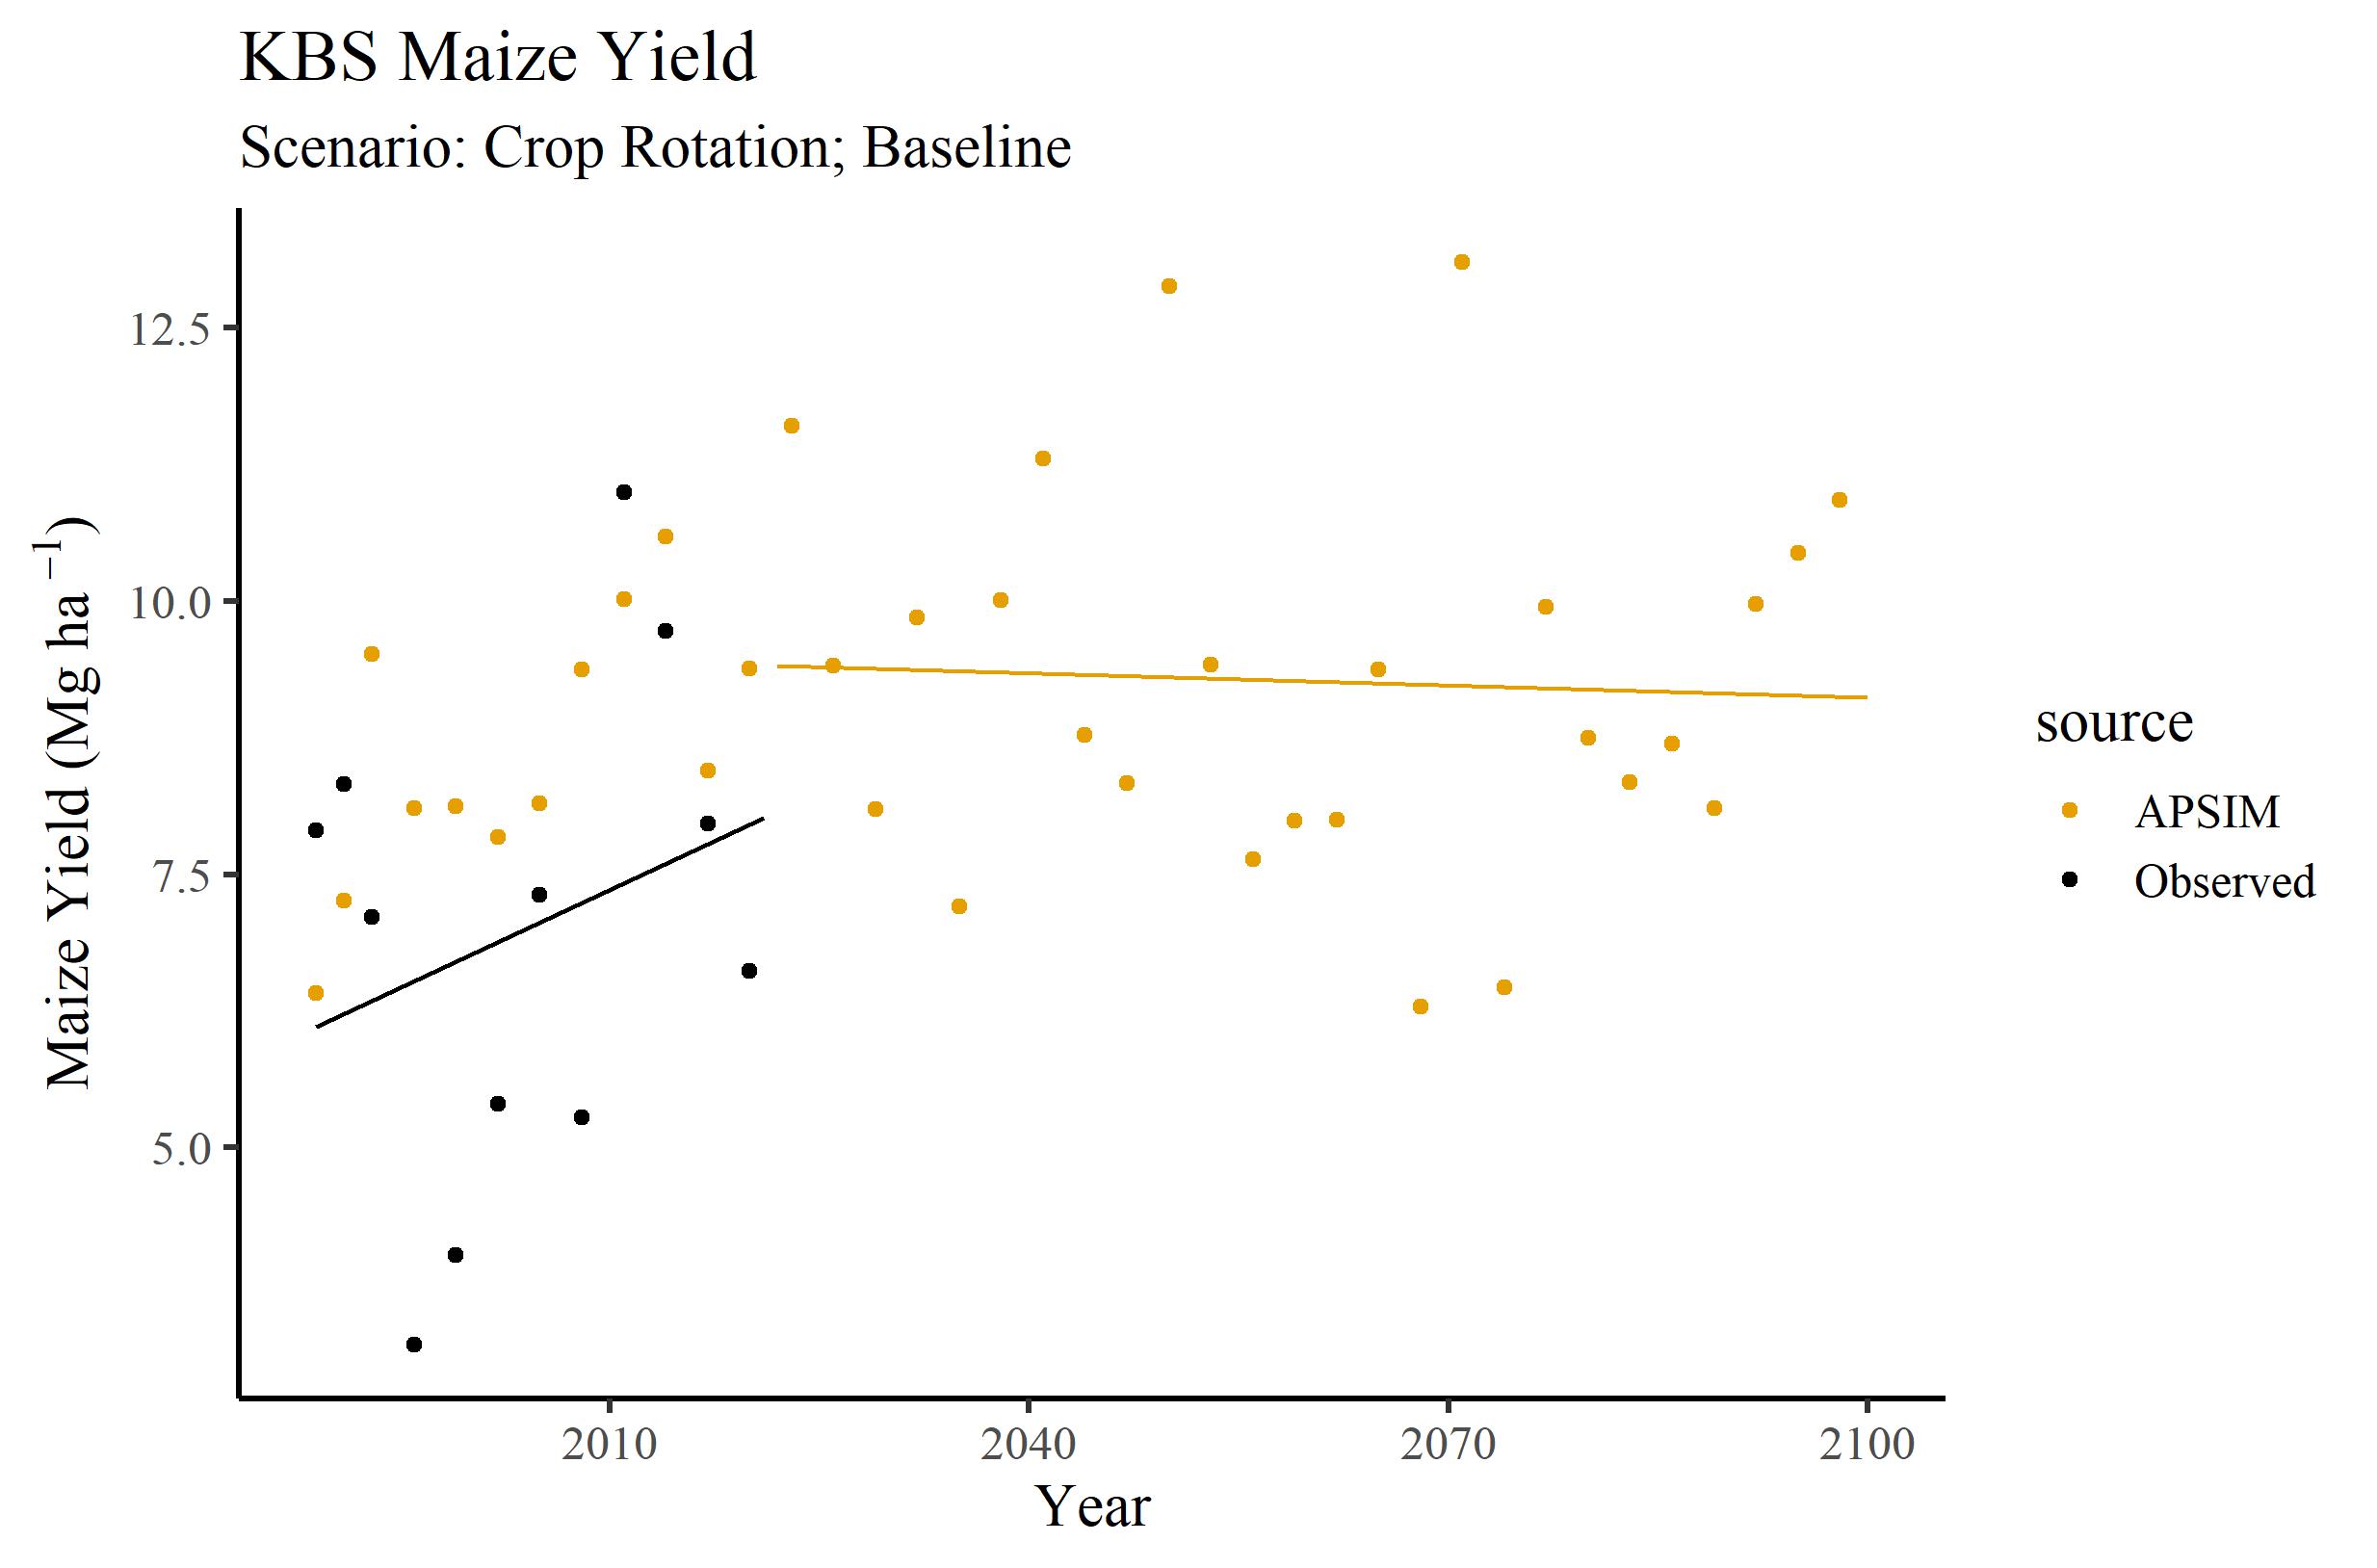 KBS Maize Yield
Scenario: Crop Rotation; Baseline
Maize Yield (Mg ha⁻¹)
12.5
10.0
7.5
5.0
2010
2040
2070
2100
Year
source
APSIM
Observed